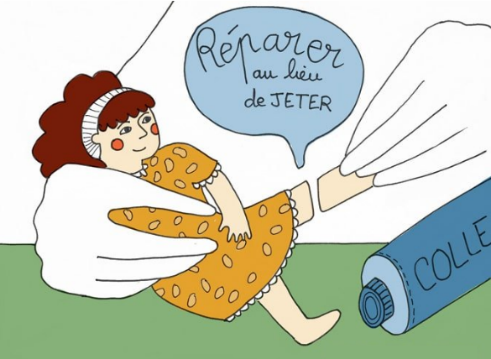 Réparer
au lieu
de JETER
COLLE